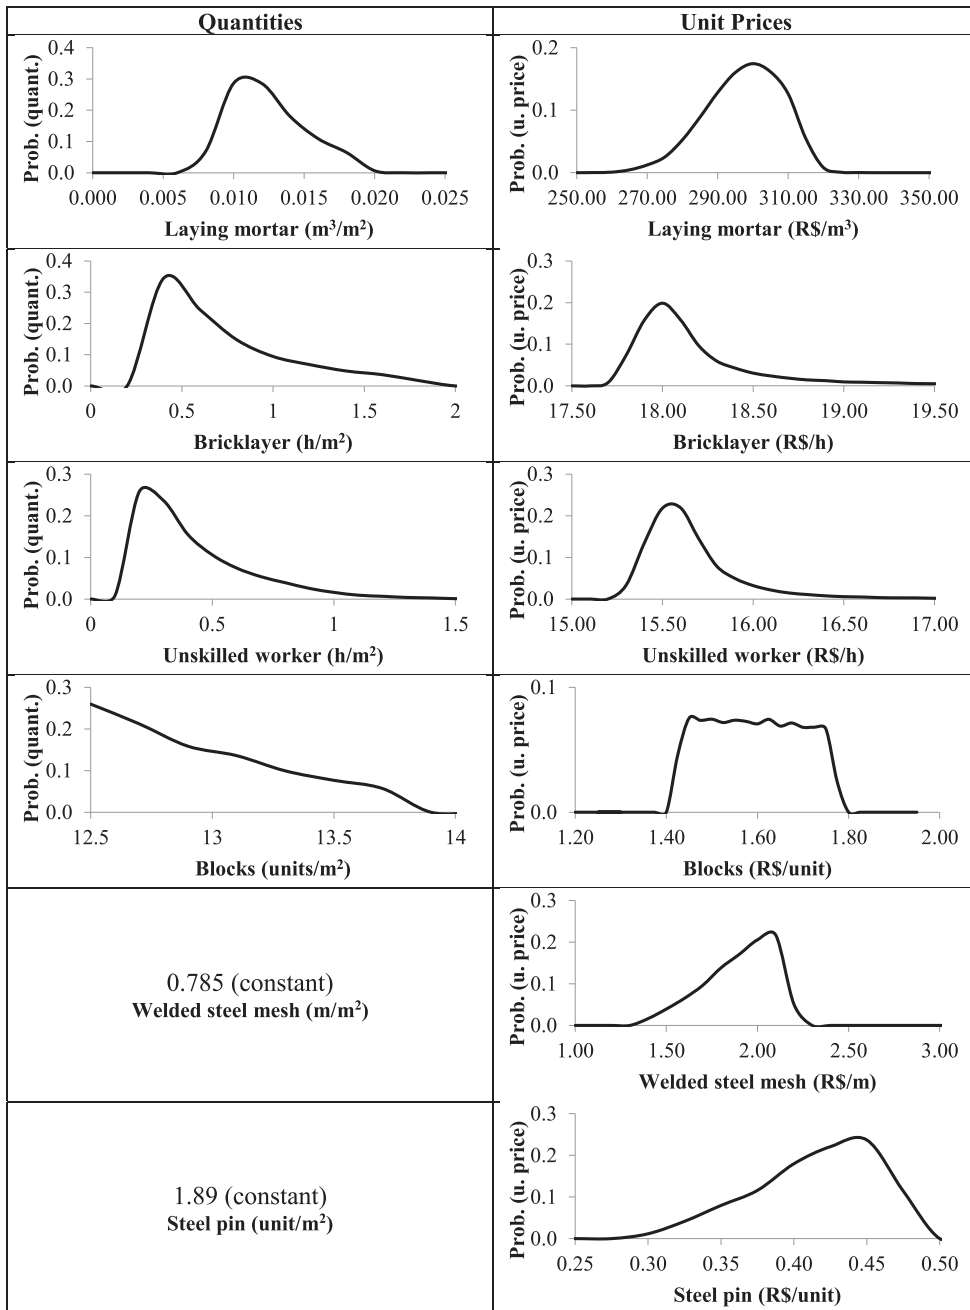 Quantities
Unit Prices
Prob. (quant.)
0.4
0.3
0.2
0.1
0.0
0.000 0.005 0.010 0.015 0.020 0.025
Laying mortar (m³/m²)
Prob. (u. price)
0.2
0.1
0.0
250.00 270.00 290.00 310.00 330.00 350.00
Laying mortar (R$/m³)
Prob. (quant.)
0.4
0.3
0.2
0.1
0.0
0 0.5 1 1.5 2
Bricklayer (h/m²)
Prob. (u. price)
0.3
0.2
0.1
0.0
17.50 18.00 18.50 19.00 19.50
Bricklayer (R$/h)
Prob. (quant.)
0.3
0.2
0.1
0.0
0 0.5 1 1.5
Unskilled worker (h/m²)
Prob. (u. price)
0.3
0.2
0.1
0.0
15.00 15.50 16.00 16.50 17.00
Unskilled worker (R$/h)
Prob. (quant.)
0.3
0.2
0.1
0.0
12.5 13 13.5 14
Blocks (units/m²)
Prob. (u. price)
0.1
0.0
1.20 1.40 1.60 1.80 2.00
Blocks (R$/unit)
0.785 (constant)
Welded steel mesh (m/m²)
Prob. (u. price)
0.3
0.2
0.1
0.0
1.00 1.50 2.00 2.50 3.00
Welded steel mesh (R$/m)
1.89 (constant)
Steel pin (unit/m²)
Prob. (u. price)
0.3
0.2
0.1
0.0
0.25 0.30 0.35 0.40 0.45 0.50
Steel pin (R$/unit)